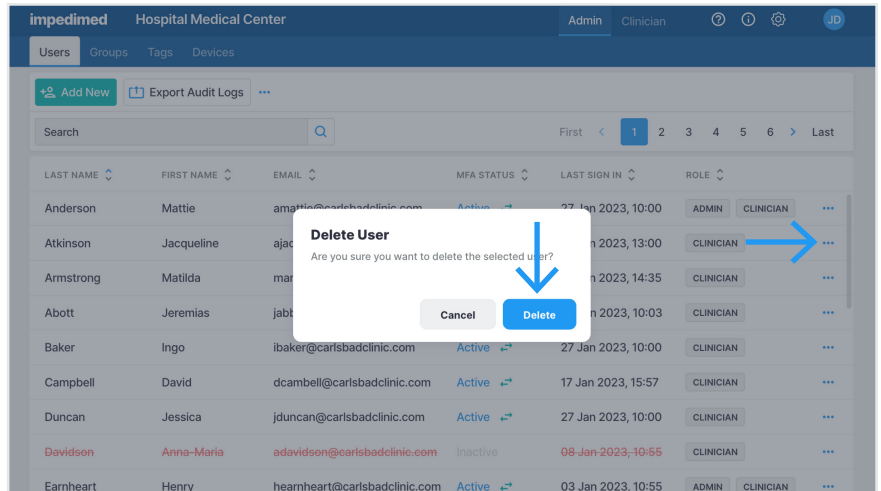 impedimed Hospital Medical Center Admin Clinician JD
Users Groups Tags Devices
Add New Export Audit Logs
Search First 1 2 3 4 5 6 Last
LAST NAME FIRST NAME EMAIL MFA STATUS LAST SIGN IN ROLE
Anderson Mattie amattie@carlsbadclinic.com Active 27 Jan 2023, 10:00 ADMIN CLINICIAN
Delete User
Atkinson Jacqueline 2023, 13:00 CLINICIAN
Are you sure you want to delete the selected user?
Armstrong Matilda 2023, 14:35 CLINICIAN
Abott Jeremias 2023, 10:03 CLINICIAN
Cancel Delete
Baker Ingo ibaker@carlsbadclinic.com Active 27 Jan 2023, 10:00 CLINICIAN
Campbell David dcambell@carlsbadclinic.com Active 17 Jan 2023, 15:57 CLINICIAN
Duncan Jessica jduncan@carlsbadclinic.com Active 27 Jan 2023, 10:00 CLINICIAN
Davidson Anna-Maria adavidson@carlsbadclinic.com Inactive 08 Jan 2023, 10:55 CLINICIAN
Earnheart Henry hearnheart@carlsbadclinic.com Active 03 Jan 2023, 10:55 ADMIN CLINICIAN